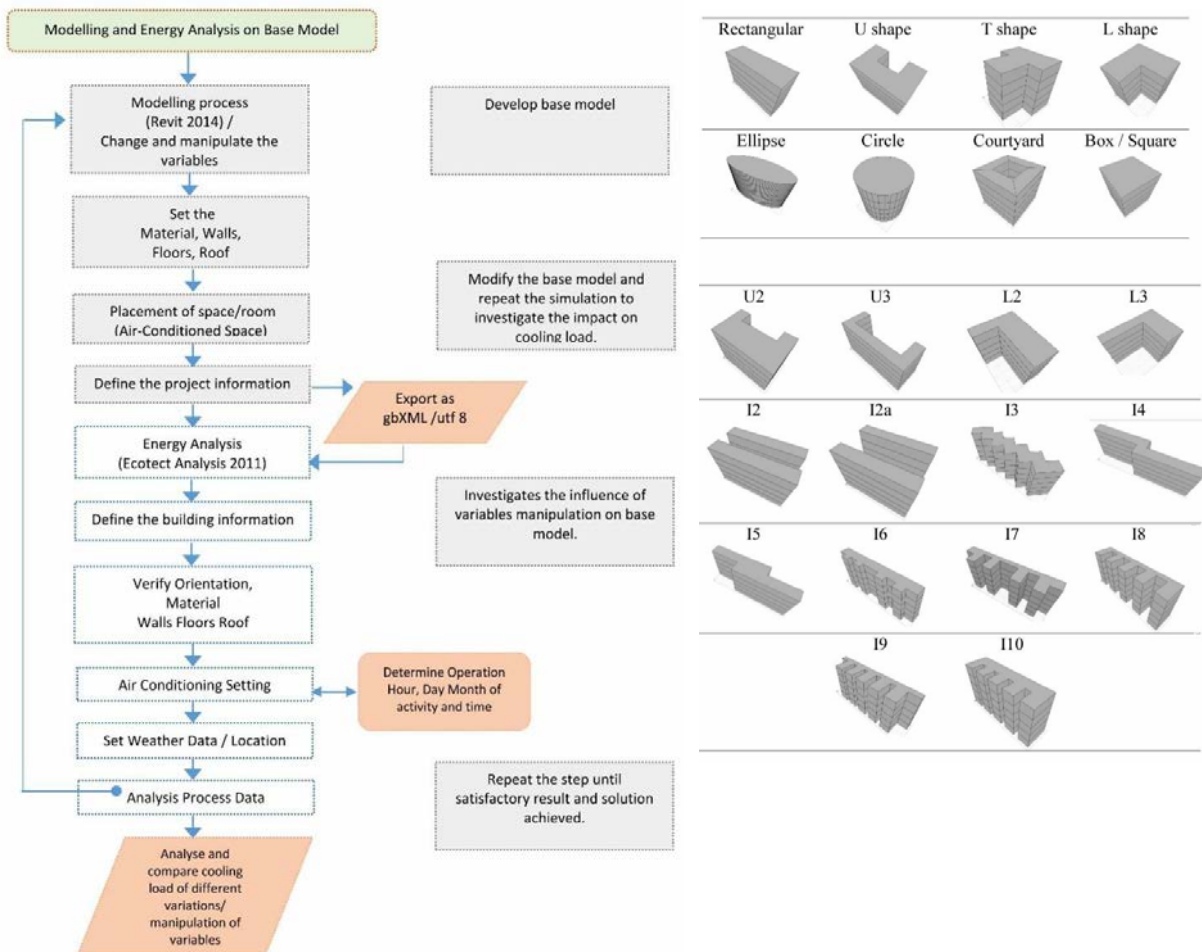 Modelling and Energy Analysis on Base Model
Modelling process
(Revit 2014) /
Change and manipulate the
variables
Set the
Material, Walls,
Floors, Roof
Placement of space/room
(Air-Conditioned Space)
Define the project information
Export as
gbXML /utf 8
Energy Analysis
(Ecotect Analysis 2011)
Define the building information
Verify Orientation,
Material
Walls Floors Roof
Air Conditioning Setting
Determine Operation
Hour, Day Month of
activity and time
Set Weather Data / Location
Analysis Process Data
Analyse and
compare cooling
load of different
variations/
manipulation of
variables
Develop base model
Modify the base model and
repeat the simulation to
investigate the impact on
cooling load.
Investigates the influence of
variables manipulation on base
model.
Repeat the step until
satisfactory result and solution
achieved.
Rectangular U shape T shape L shape
Ellipse Circle Courtyard Box / Square
U2 U3 L2 L3
I2 I2a I3 I4
I5 I6 I7 I8
I9 I10